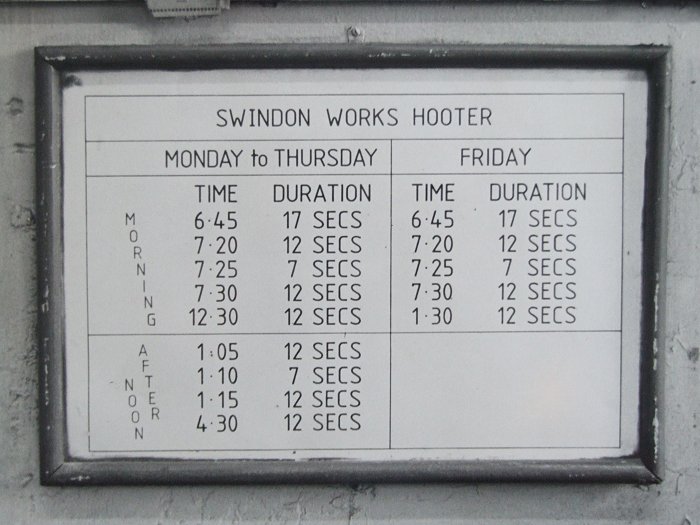 SWINDON WORKS HOOTER
MONDAY to THURSDAY FRIDAY
TIME DURATION TIME DURATION
MORNING
6·45 17 SECS 6·45 17 SECS
7·20 12 SECS 7·20 12 SECS
7·25 7 SECS 7·25 7 SECS
7·30 12 SECS 7·30 12 SECS
12·30 12 SECS 1·30 12 SECS
AFTER NOON
1:05 12 SECS
1·10 7 SECS
1·15 12 SECS
4·30 12 SECS